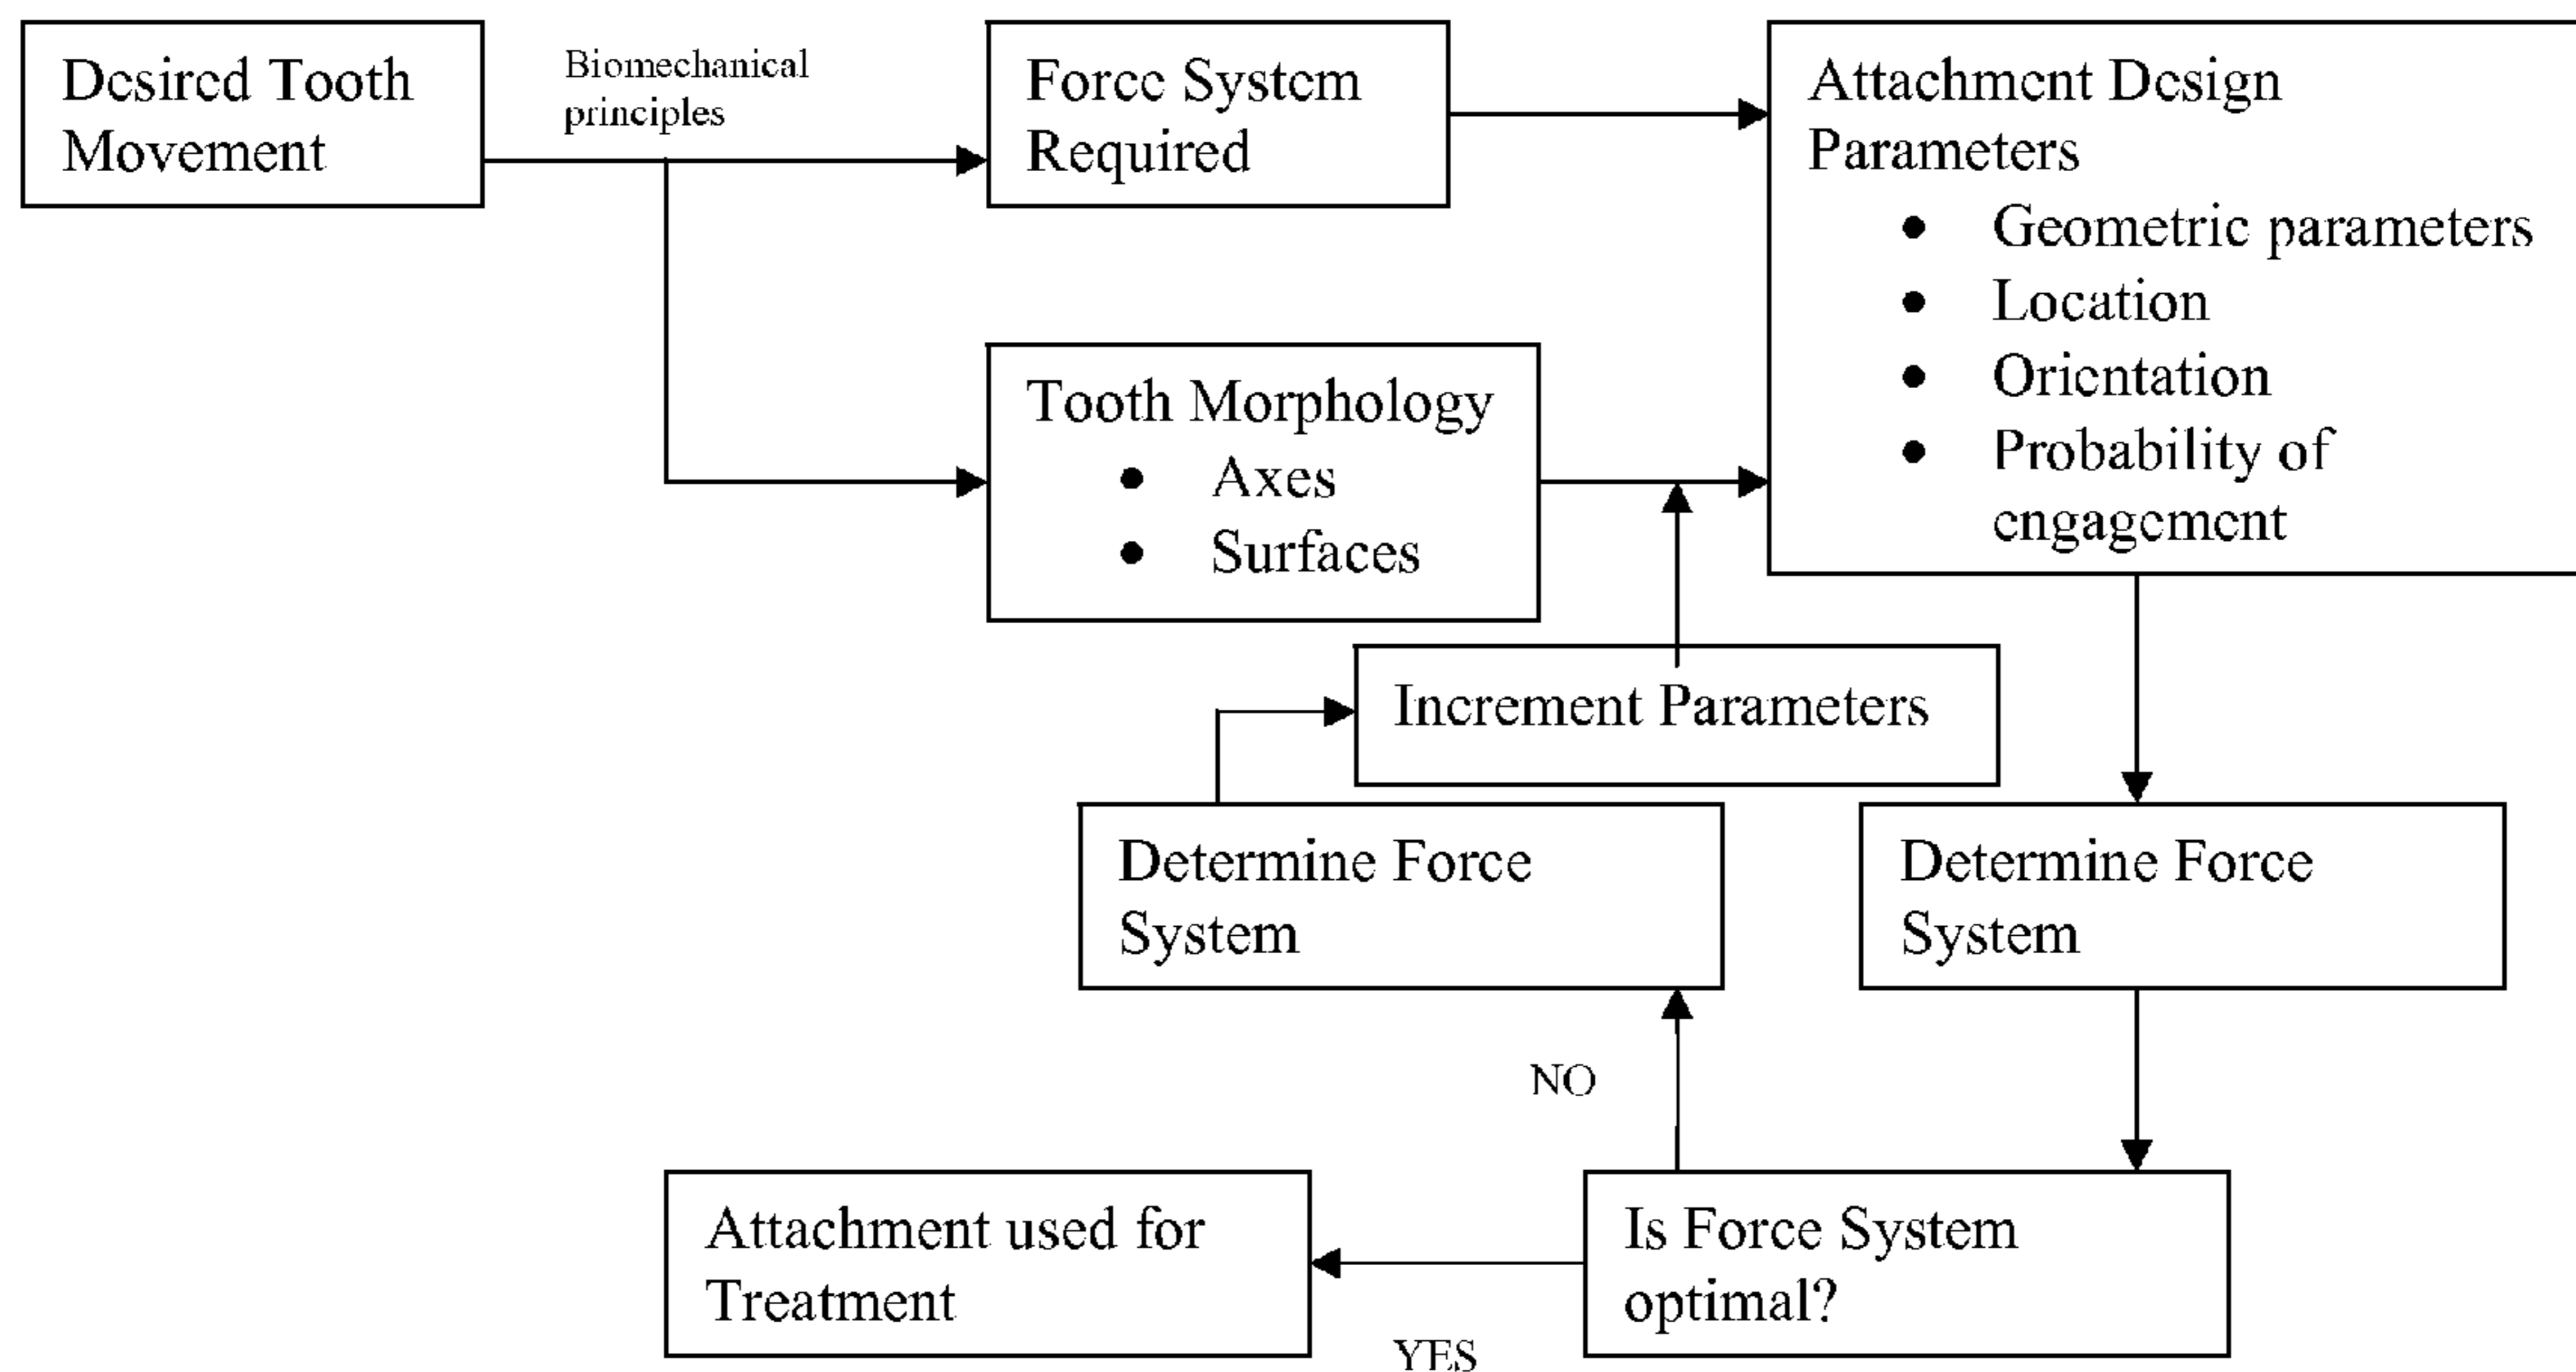 Desired Tooth
Movement
Biomechanical
principles
Force System
Required
Attachment Design
Parameters
• Geometric parameters
• Location
• Orientation
• Probability of
engagement
Tooth Morphology
• Axes
• Surfaces
Increment Parameters
Determine Force
System
Determine Force
System
NO
Attachment used for
Treatment
Is Force System
optimal?
YES